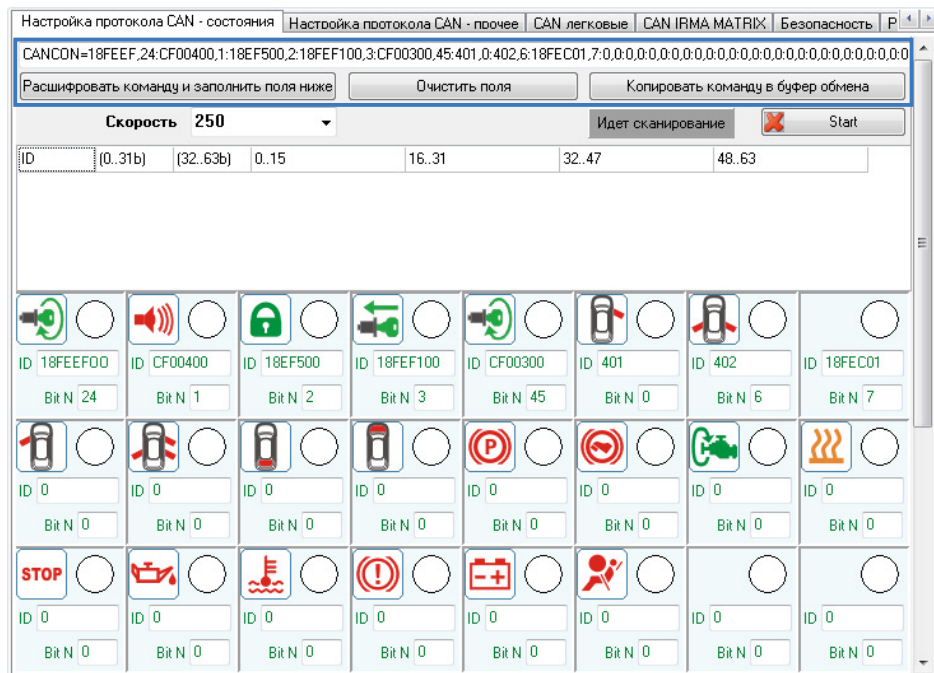 Настройка протокола CAN - состояния Настройка протокола CAN - прочее CAN легковые CAN IRMA MATRIX Безопасность Р
CANCON=18FEEF,24:CF00400,1:18EF500,2:18FEF100,3:CF00300,45:401,0:402,6:18FEC01,7:0,0:0,0:0,0:0,0:0,0:0,0:0,0:0,0:0,0:0,0:0,0:0,0:0
Расшифровать команду и заполнить поля ниже Очистить поля Копировать команду в буфер обмена
Скорость 250 Идет сканирование Start
ID (0..31b) (32..63b) 0..15 16..31 32..47 48..63
ID 18FEEF00 ID CF00400 ID 18EF500 ID 18FEF100 ID CF00300 ID 401 ID 402 ID 18FEC01
Bit N 24 Bit N 1 Bit N 2 Bit N 3 Bit N 45 Bit N 0 Bit N 6 Bit N 7
P
ID 0 ID 0 ID 0 ID 0 ID 0 ID 0 ID 0 ID 0
Bit N 0 Bit N 0 Bit N 0 Bit N 0 Bit N 0 Bit N 0 Bit N 0 Bit N 0
STOP
ID 0 ID 0 ID 0 ID 0 ID 0 ID 0 ID 0 ID 0
Bit N 0 Bit N 0 Bit N 0 Bit N 0 Bit N 0 Bit N 0 Bit N 0 Bit N 0